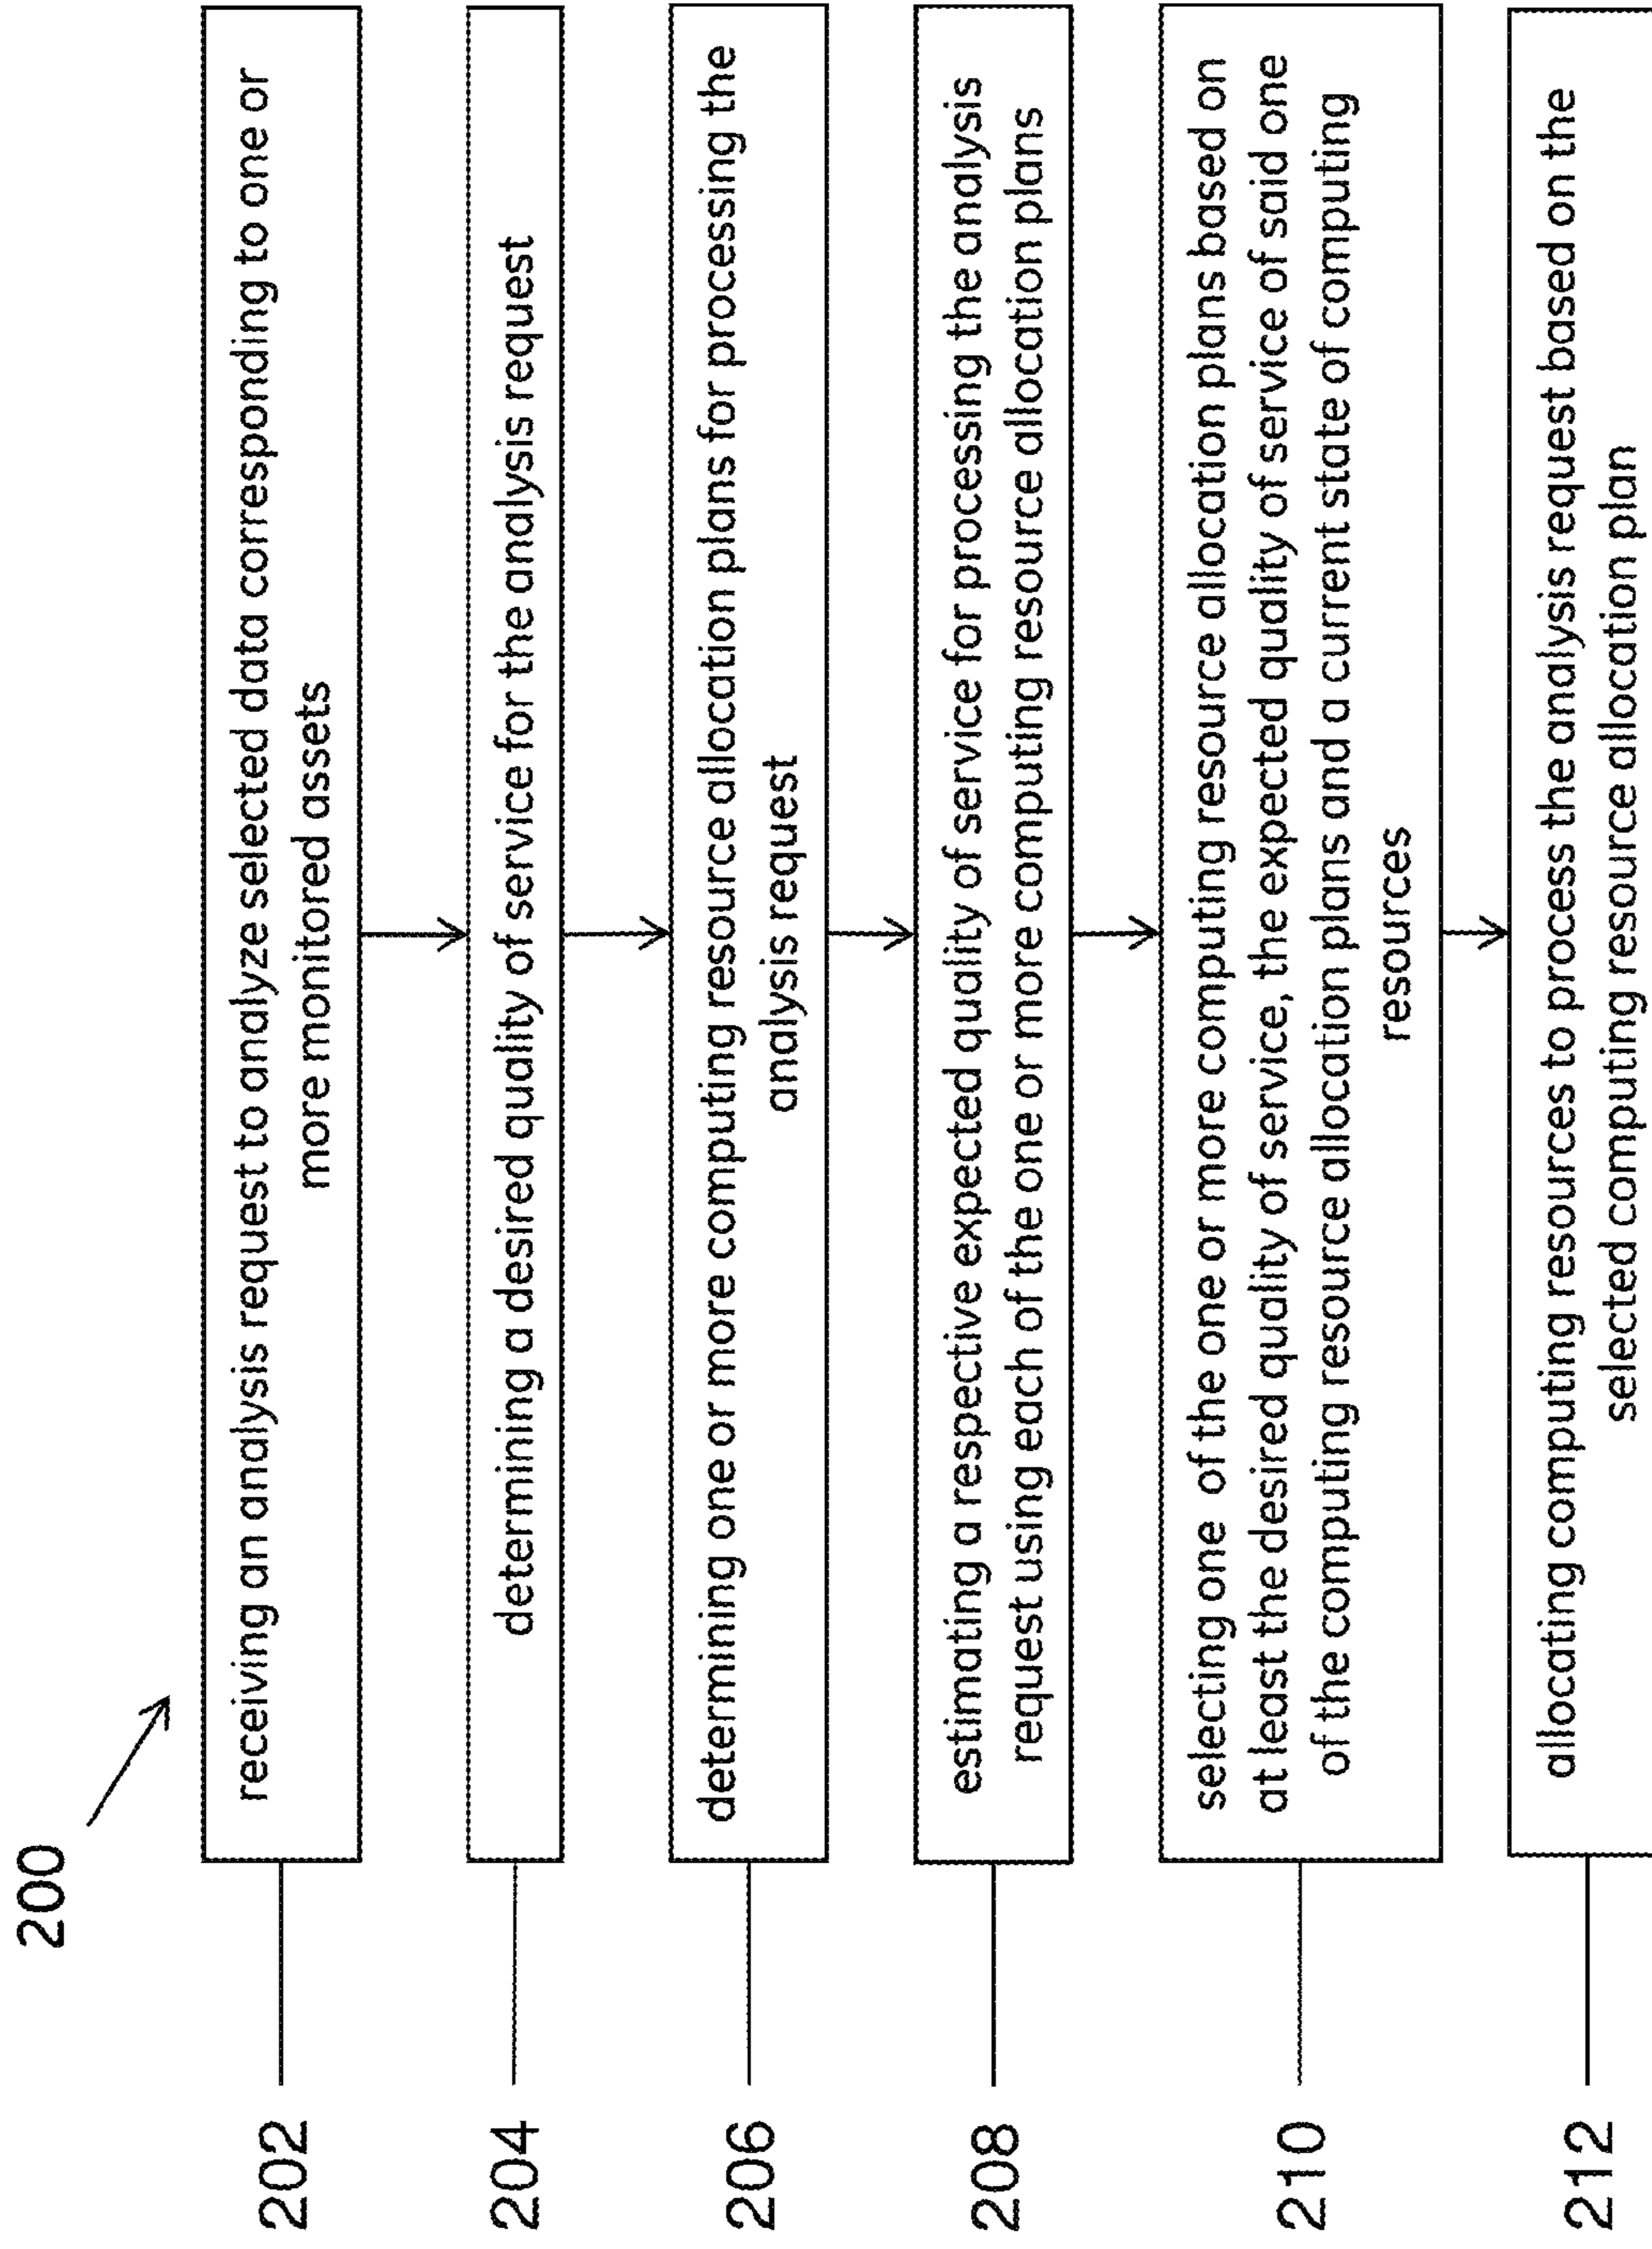 200
202
receiving an analysis request to analyze selected data corresponding to one or
more monitored assets
204
determining a desired quality of service for the analysis request
206
determining one or more computing resource allocation plans for processing the
analysis request
208
estimating a respective expected quality of service for processing the analysis
request using each of the one or more computing resource allocation plans
210
selecting one of the one or more computing resource allocation plans based on
at least the desired quality of service, the expected quality of service of said one
of the computing resource allocation plans and a current state of computing
resources
212
allocating computing resources to process the analysis request based on the
selected computing resource allocation plan